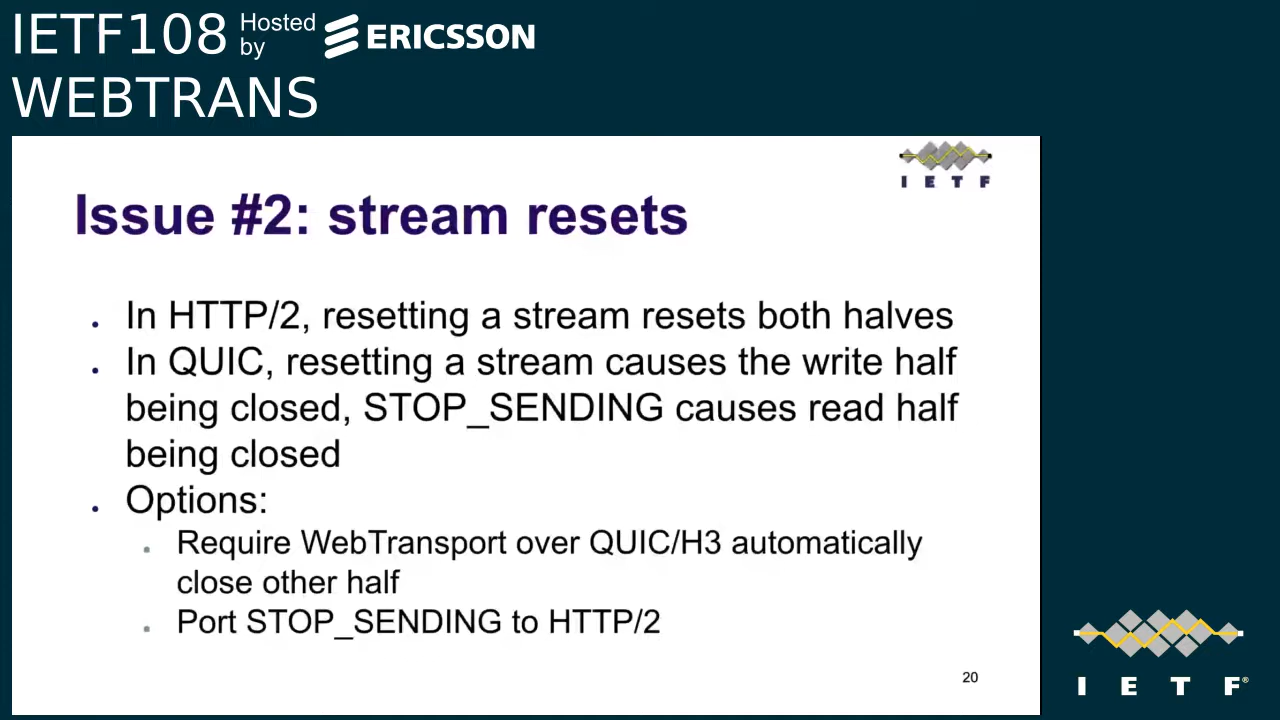 IETF108 Hosted by ERICSSON
WEBTRANS
I E T F
Issue #2: stream resets
In HTTP/2, resetting a stream resets both halves
In QUIC, resetting a stream causes the write half
being closed, STOP_SENDING causes read half
being closed
Options:
Require WebTransport over QUIC/H3 automatically
close other half
Port STOP_SENDING to HTTP/2
20
I E T F®